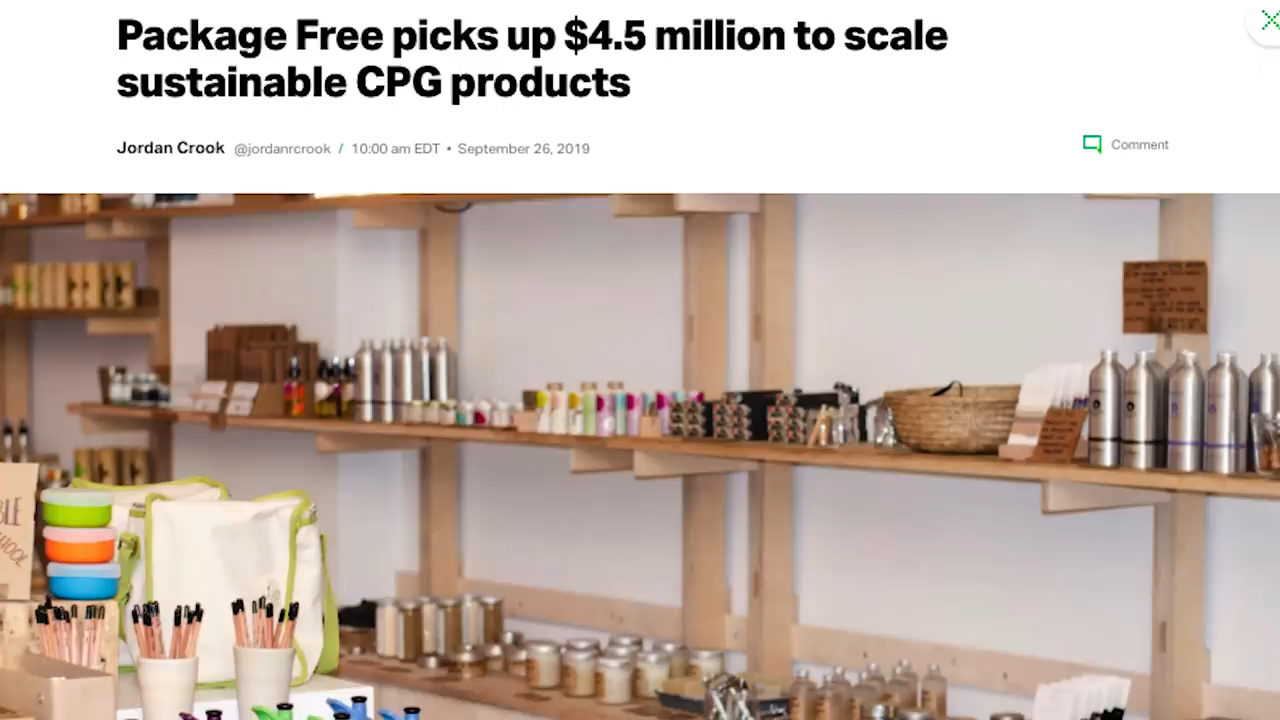 Package Free picks up $4.5 million to scale
sustainable CPG products
Jordan Crook @jordanrcrook / 10:00 am EDT • September 26, 2019
Comment